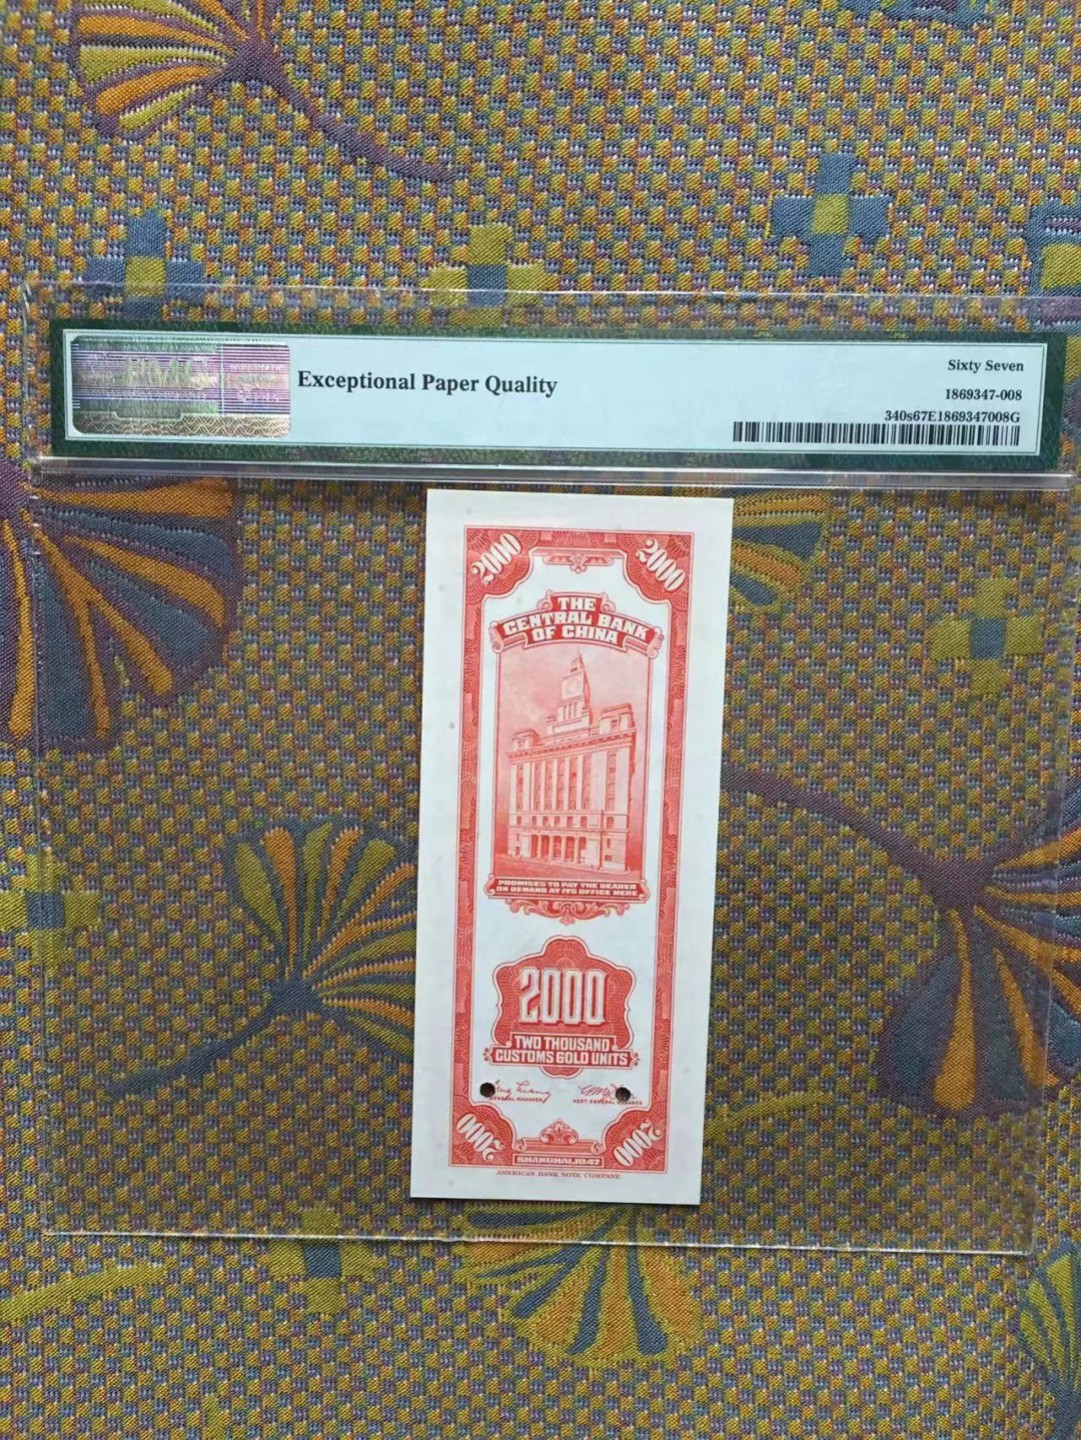 PMG
Exceptional Paper Quality
Sixty Seven
1869347-008
340s67E1869347008G
2000
2000
THE
CENTRAL BANK
OF CHINA
PROMISES TO PAY THE BEARER
ON DEMAND AT ITS OFFICE HERE
2000
TWO THOUSAND
CUSTOMS GOLD UNITS
GENERAL MANAGER
ASST. GENERAL MANAGER
2000
2000
SHANGHAI, 1947
AMERICAN BANK NOTE COMPANY